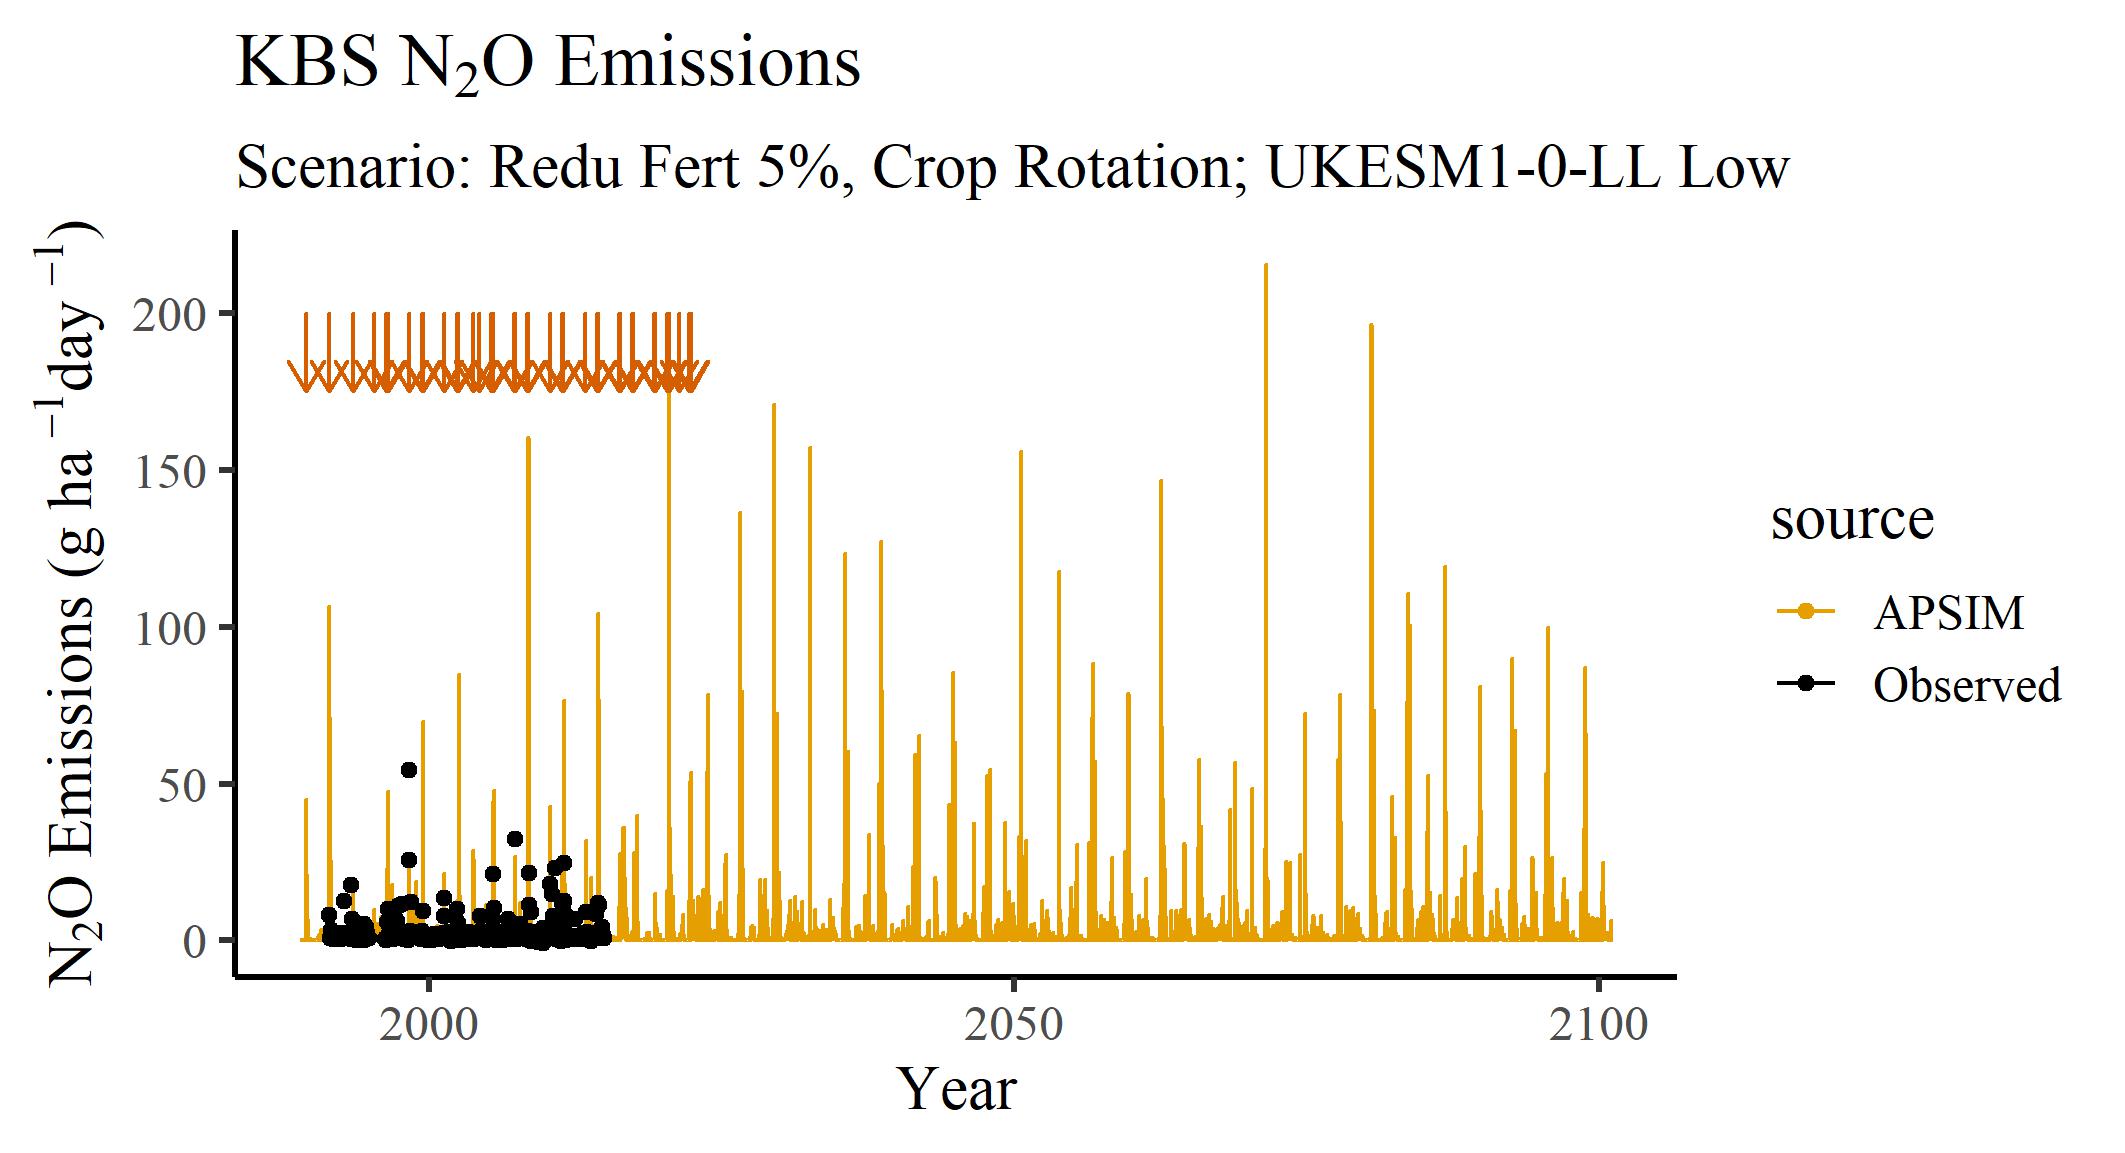 KBS N₂O Emissions
Scenario: Redu Fert 5%, Crop Rotation; UKESM1-0-LL Low
N₂O Emissions (g ha⁻¹day⁻¹)
200
150
100
50
0
2000
2050
2100
Year
source
APSIM
Observed